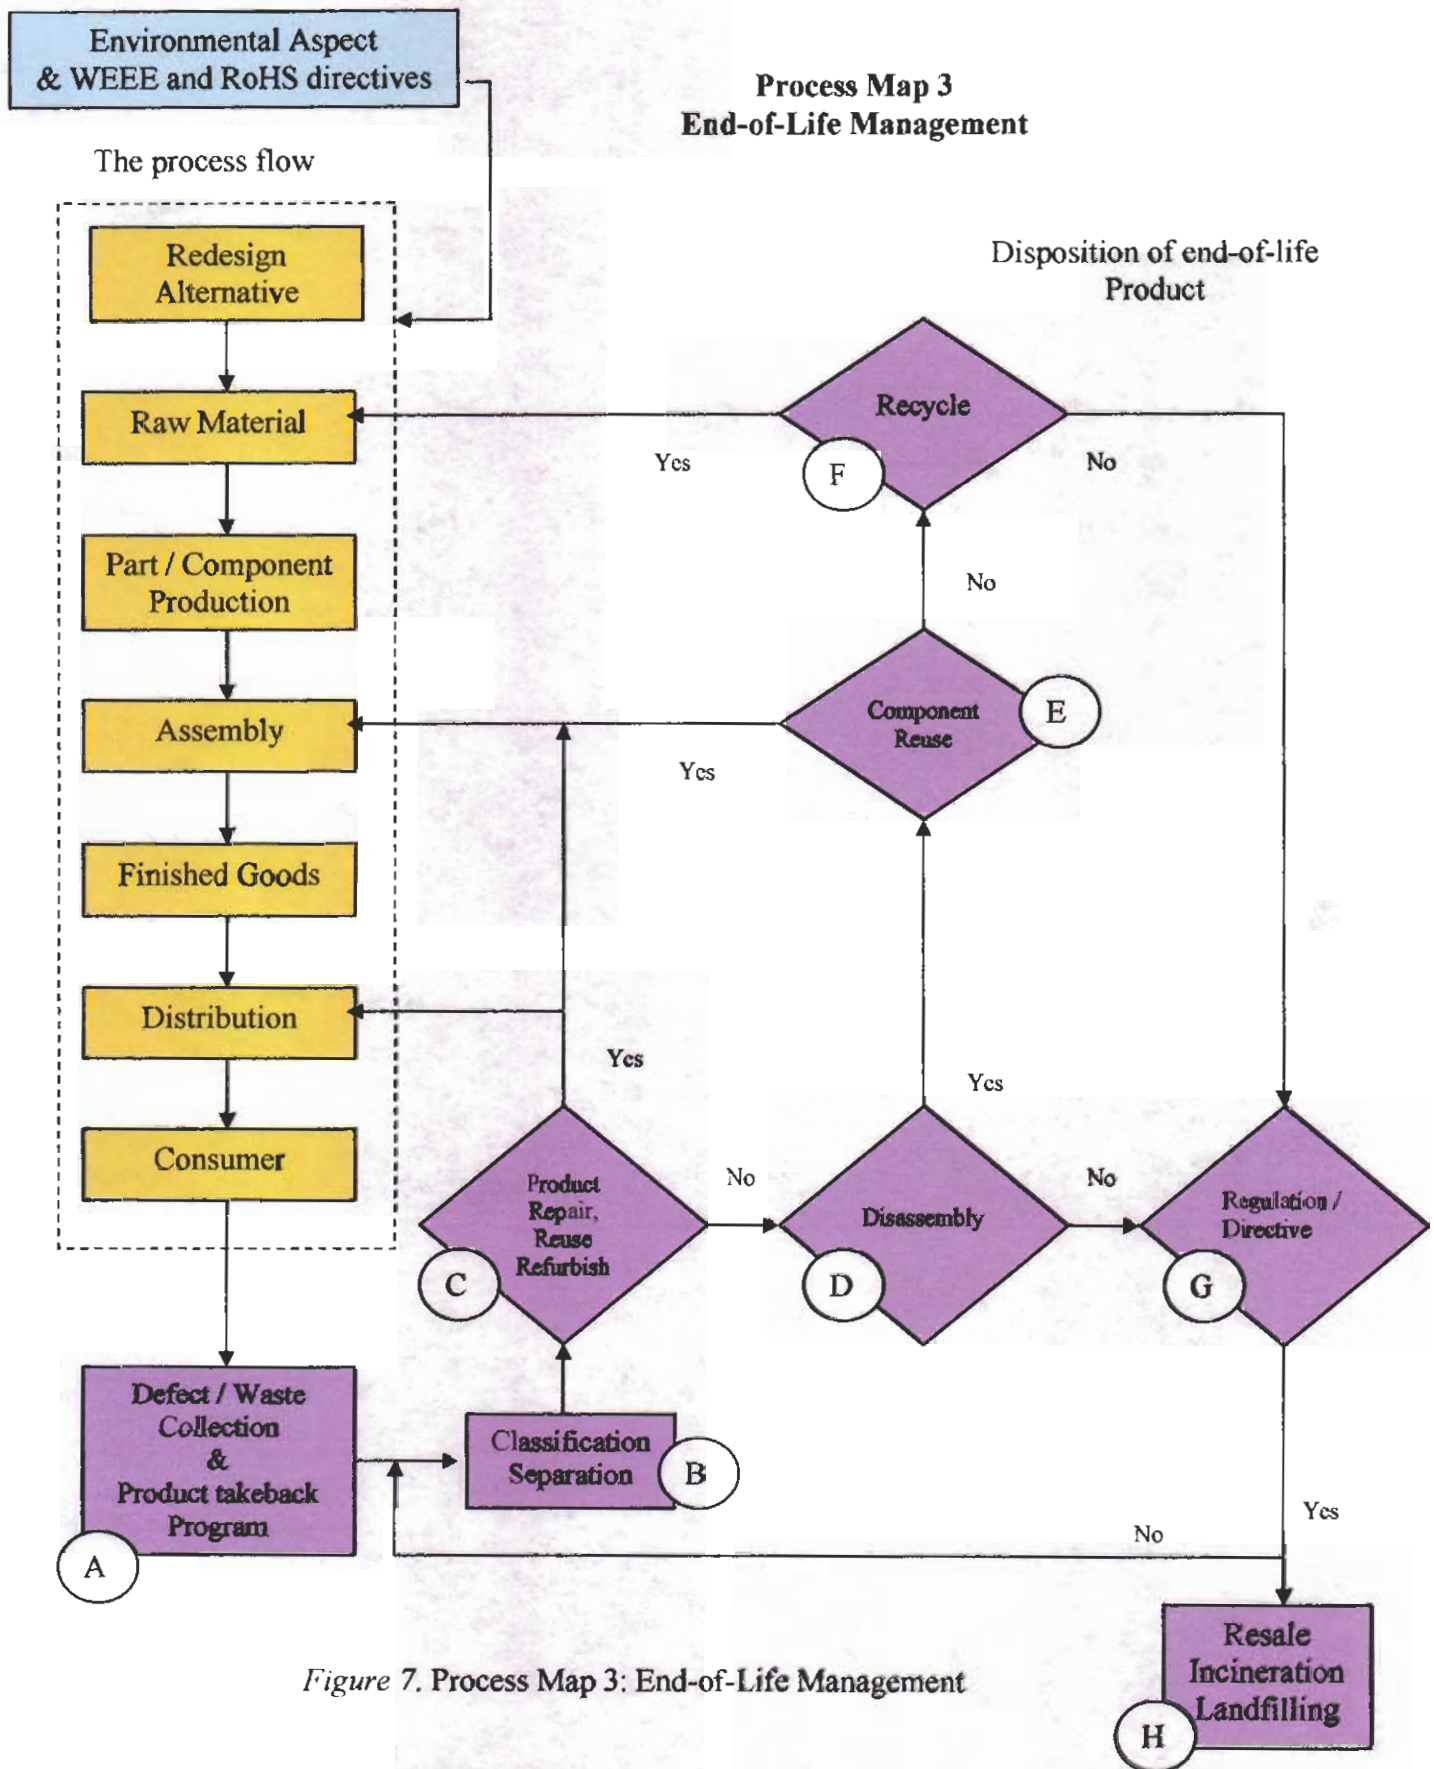 Environmental Aspect
& WEEE and RoHS directives
Process Map 3
End-of-Life Management
The process flow
Redesign
Alternative
Disposition of end-of-life
Product
Raw Material
Recycle
F
Yes
No
Part / Component
Production
No
Assembly
Component
Reuse
E
Yes
Finished Goods
Distribution
Yes
Yes
Consumer
Product
Repair,
Reuse
Refurbish
C
No
Disassembly
D
No
Regulation /
Directive
G
Defect / Waste
Collection
&
Product takeback
Program
A
Classification
Separation
B
Yes
No
Resale
Incineration
Landfilling
H
Figure 7. Process Map 3: End-of-Life Management